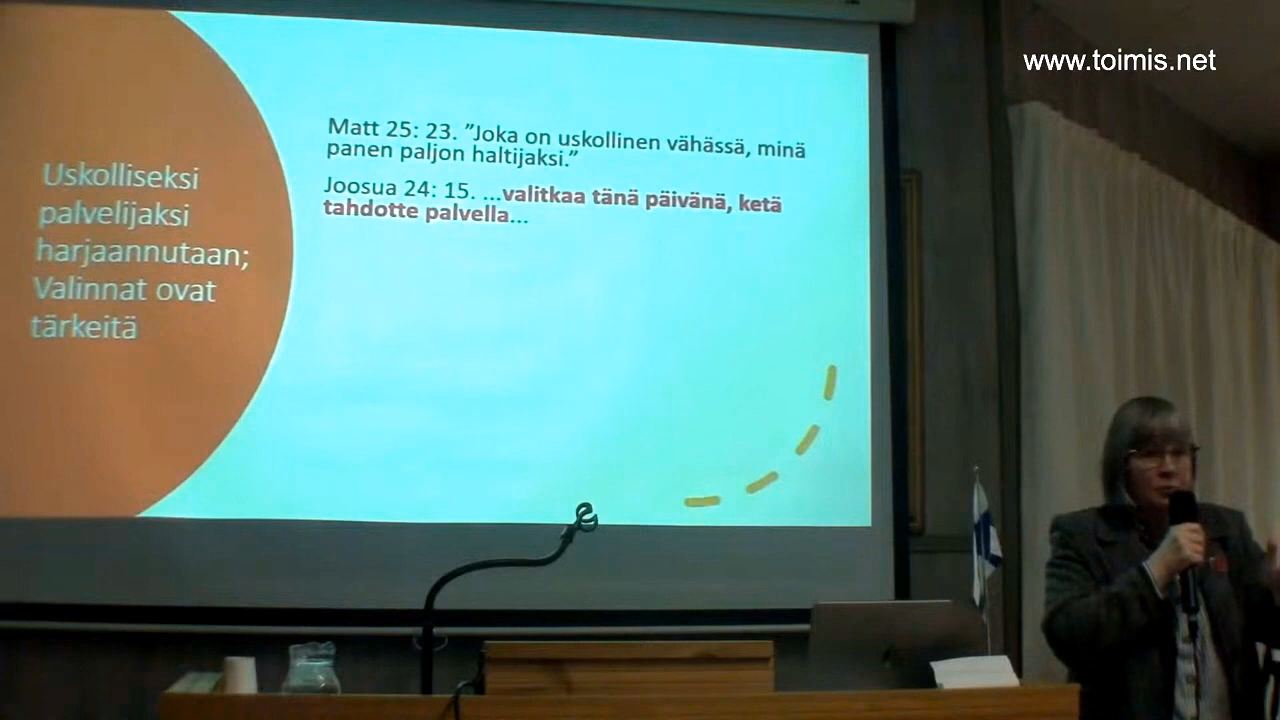 www.toimis.net
Uskolliseksi
palvelijaksi
harjaannutaan;
Valinnat ovat
tärkeitä
Matt 25: 23. ”Joka on uskollinen vähässä, minä
panen paljon haltijaksi.”
Joosua 24: 15. ...valitkaa tänä päivänä, ketä
tahdotte palvella...